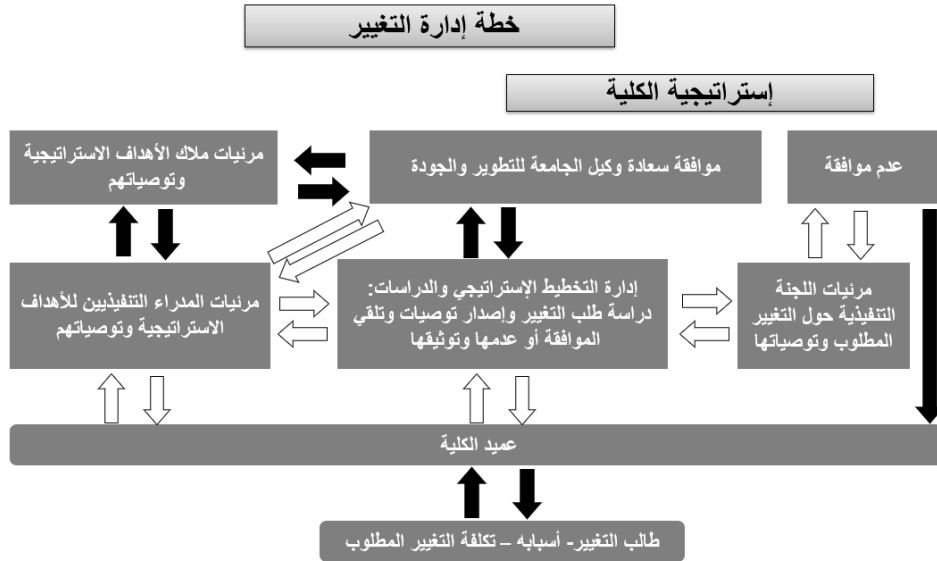 خطة إدارة التغيير
إستراتيجية الكلية
عدم موافقة
موافقة سعادة وكيل الجامعة للتطوير والجودة
مرئيات ملاك الأهداف الاستراتيجية
وتوصياتهم
مرئيات اللجنة
التنفيذية حول التغيير
المطلوب وتوصياتها
إدارة التخطيط الإستراتيجي والدراسات:
دراسة طلب التغيير وإصدار توصيات وتلقي
الموافقة أو عدمها وتوثيقها
مرئيات المدراء التنفيذيين للأهداف
الاستراتيجية وتوصياتهم
عميد الكلية
طالب التغيير- أسبابه – تكلفة التغيير المطلوب